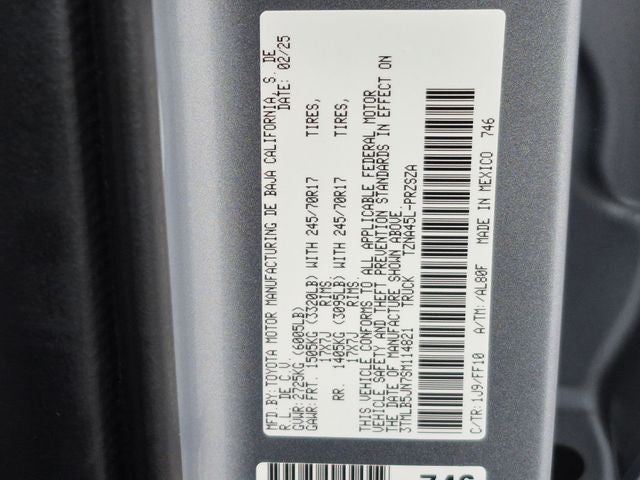 MFD.BY:TOYOTA MOTOR MANUFACTURING DE BAJA CALIFORNIA S. DE
R. L. DE C.V. DATE: 02/25
GVWR:2725KG (6005LB)
GAWR:FRT. 1505KG (3320LB) WITH 245/70R17 TIRES,
17X7J RIMS.
RR. 1405KG (3095LB) WITH 245/70R17 TIRES,
17X7J RIMS.
THIS VEHICLE CONFORMS TO ALL APPLICABLE FEDERAL MOTOR
VEHICLE SAFETY AND THEFT PREVENTION STANDARDS IN EFFECT ON
THE DATE OF MANUFACTURE SHOWN ABOVE.
3TMLB5JN7SM114821 TRUCK TZNA45L-PRZSZA
C/TR:1J9/FF10 A/TM:/AL80F MADE IN MEXICO 746
746